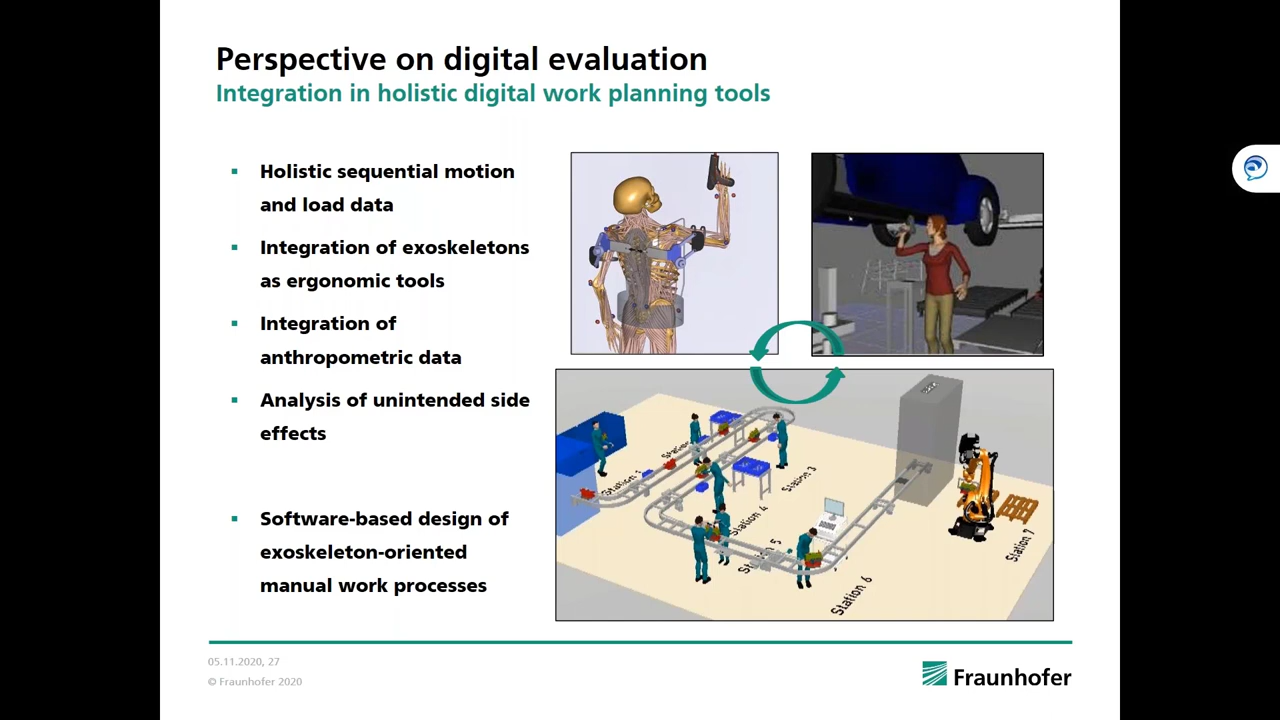 Perspective on digital evaluation
Integration in holistic digital work planning tools
▪ Holistic sequential motion
and load data
▪ Integration of exoskeletons
as ergonomic tools
▪ Integration of
anthropometric data
▪ Analysis of unintended side
effects
▪ Software-based design of
exoskeleton-oriented
manual work processes
Station 1
Station 3
Station 4
Station 5
Station 6
Station 7
05.11.2020, 27
© Fraunhofer 2020
Fraunhofer